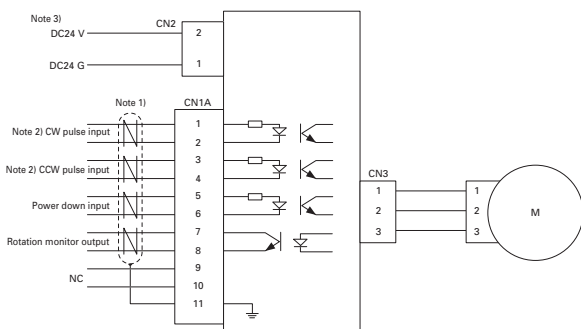 Note 3)
DC24 V
CN2
2
DC24 G
1
Note 1)
CN1A
Note 2) CW pulse input
1
2
Note 2) CCW pulse input
3
4
Power down input
5
6
Rotation monitor output
7
8
NC
9
10
11
CN3
1
2
3
1
2
3
M